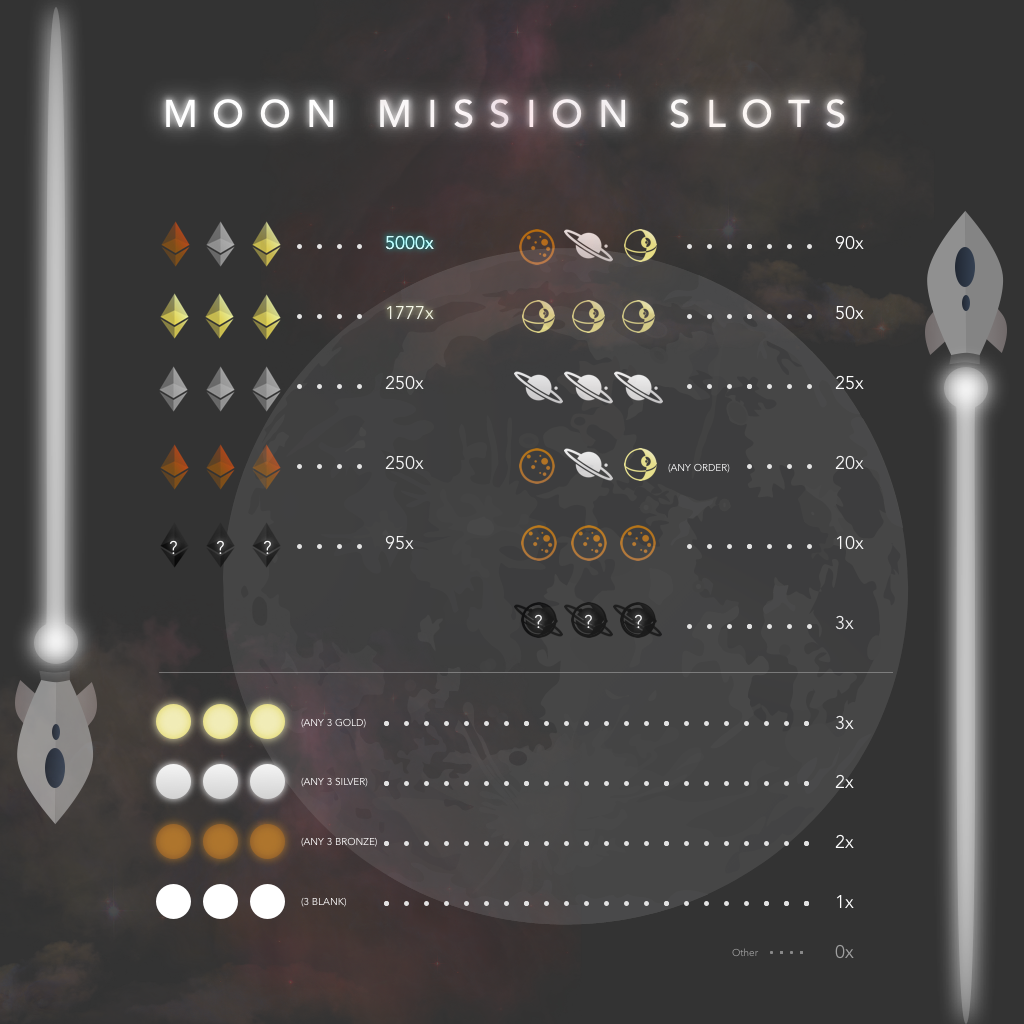 MOON MISSION SLOTS
5000x
1777x
250x
250x
? ? ? 95x
90x
50x
25x
(ANY ORDER) 20x
10x
? ? ? 3x
(ANY 3 GOLD) 3x
(ANY 3 SILVER) 2x
(ANY 3 BRONZE) 2x
(3 BLANK) 1x
Other 0x